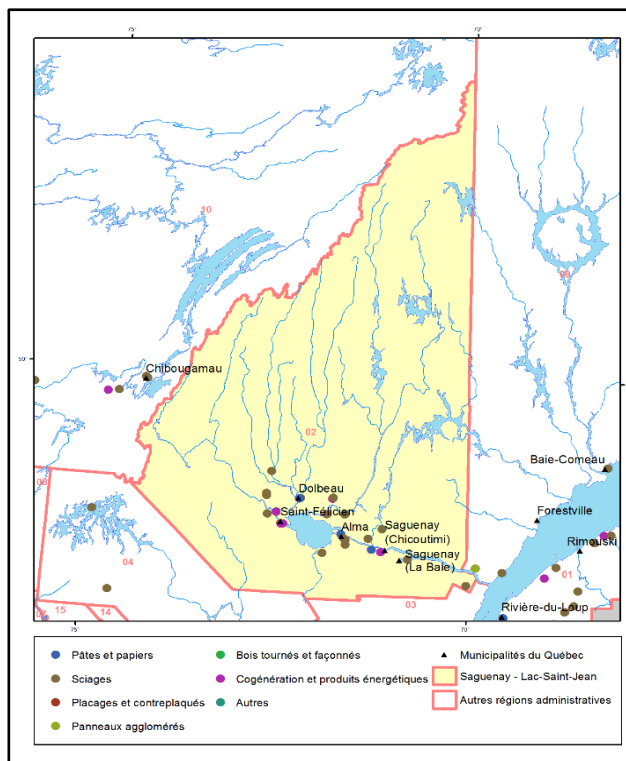 75°
70°
10
09
50°
Chibougamau
02
Baie-Comeau
Dolbeau
Saint-Félicien
Forestville
Alma
Saguenay
(Chicoutimi)
Rimouski
Saguenay
(La Baie)
04
01
03
15
14
Rivière-du-Loup
75°
70°
Pâtes et papiers
Sciages
Placages et contreplaqués
Panneaux agglomérés
Bois tournés et façonnés
Cogénération et produits énergétiques
Autres
Municipalités du Québec
Saguenay - Lac-Saint-Jean
Autres régions administratives